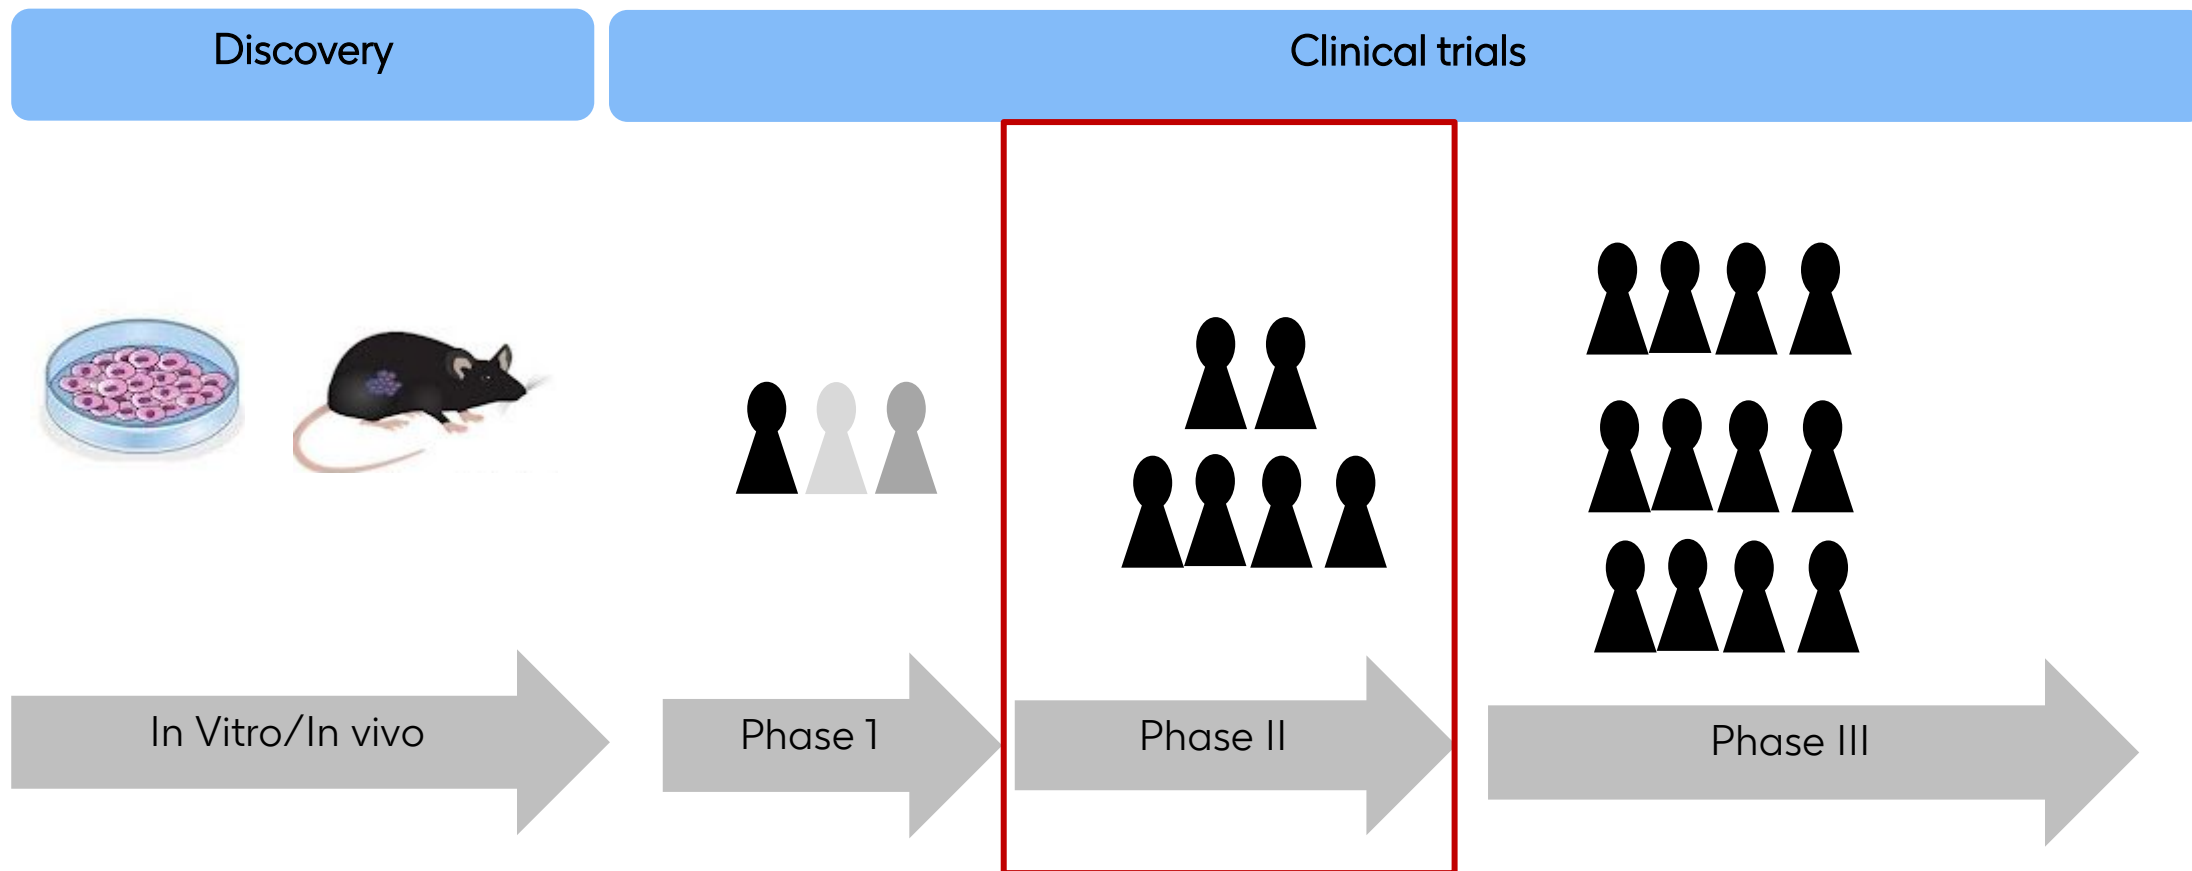 Discovery
Clinical trials
In Vitro/In vivo
Phase 1
Phase II
Phase III